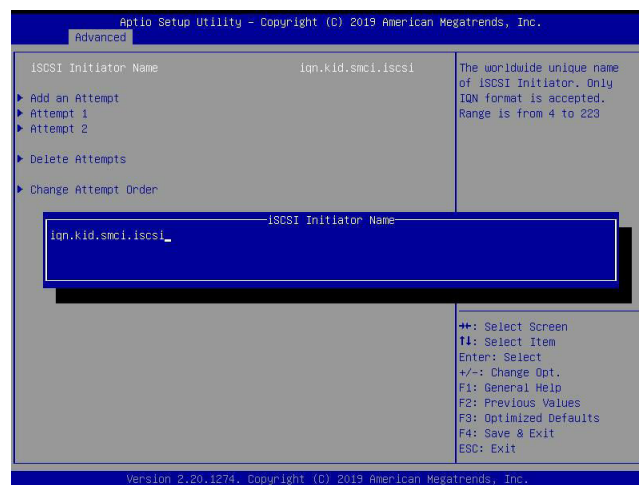 Aptio Setup Utility – Copyright (C) 2019 American Megatrends, Inc.
Advanced
iSCSI Initiator Name iqn.kid.smci.iscsi
Add an Attempt
Attempt 1
Attempt 2
Delete Attempts
Change Attempt Order
The worldwide unique name
of iSCSI Initiator. Only
IQN format is accepted.
Range is from 4 to 223
iSCSI Initiator Name
iqn.kid.smci.iscsi_
→←: Select Screen
↑↓: Select Item
Enter: Select
+/-: Change Opt.
F1: General Help
F2: Previous Values
F3: Optimized Defaults
F4: Save & Exit
ESC: Exit
Version 2.20.1274. Copyright (C) 2019 American Megatrends, Inc.